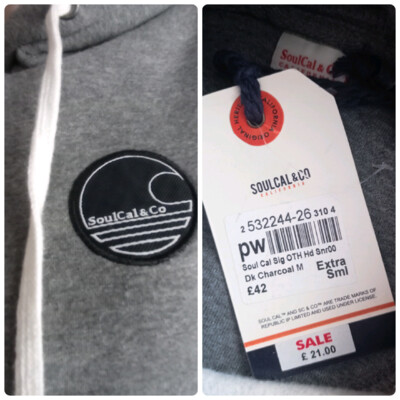 SoulCal&Co
SoulCal & Co
CALIFORNIA
ORIGINAL
SOULCAL&CO
CALIFORNIA
2 532244-26 310 4
pw
Soul Cal Sig OTH Hd Snr00
Dk Charcoal M
Extra
Sml
£42
SOUL CAL™ AND SC & CO™ ARE TRADE MARKS OF
REPUBLIC IP LIMITED AND USED UNDER LICENSE.
SALE
£ 21.00